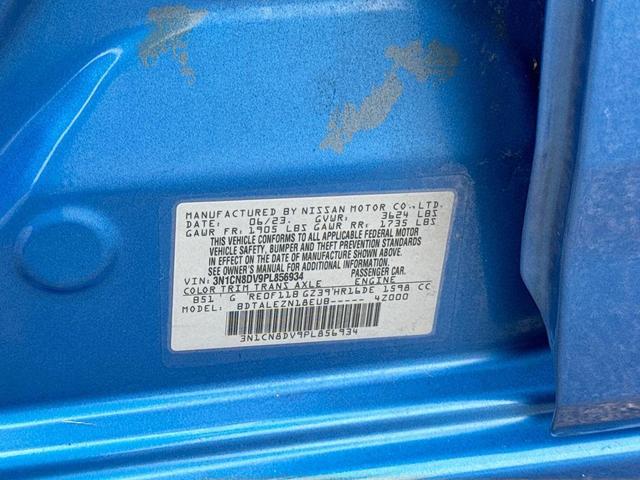 MANUFACTURED BY NISSAN MOTOR CO.,LTD.
DATE: 06/23. GVWR: 3624 LBS
GAWR FR: 1905 LBS GAWR RR: 1735 LBS
THIS VEHICLE CONFORMS TO ALL APPLICABLE FEDERAL MOTOR
VEHICLE SAFETY, BUMPER AND THEFT PREVENTION STANDARDS
IN EFFECT ON THE DATE OF MANUFACTURE SHOWN ABOVE.
SEE OWNER'S MANUAL FOR ADDITIONAL INFORMATION.
VIN: 3N1CN8DV9PL856934 PASSENGER CAR.
COLOR TRIM TRANS AXLE ENGINE
851 G RE0F11B GZ39 HR16DE 1598 CC
MODEL: BDTALEZN18EUB----- 4Z000
3N1CN8DV9PL856934